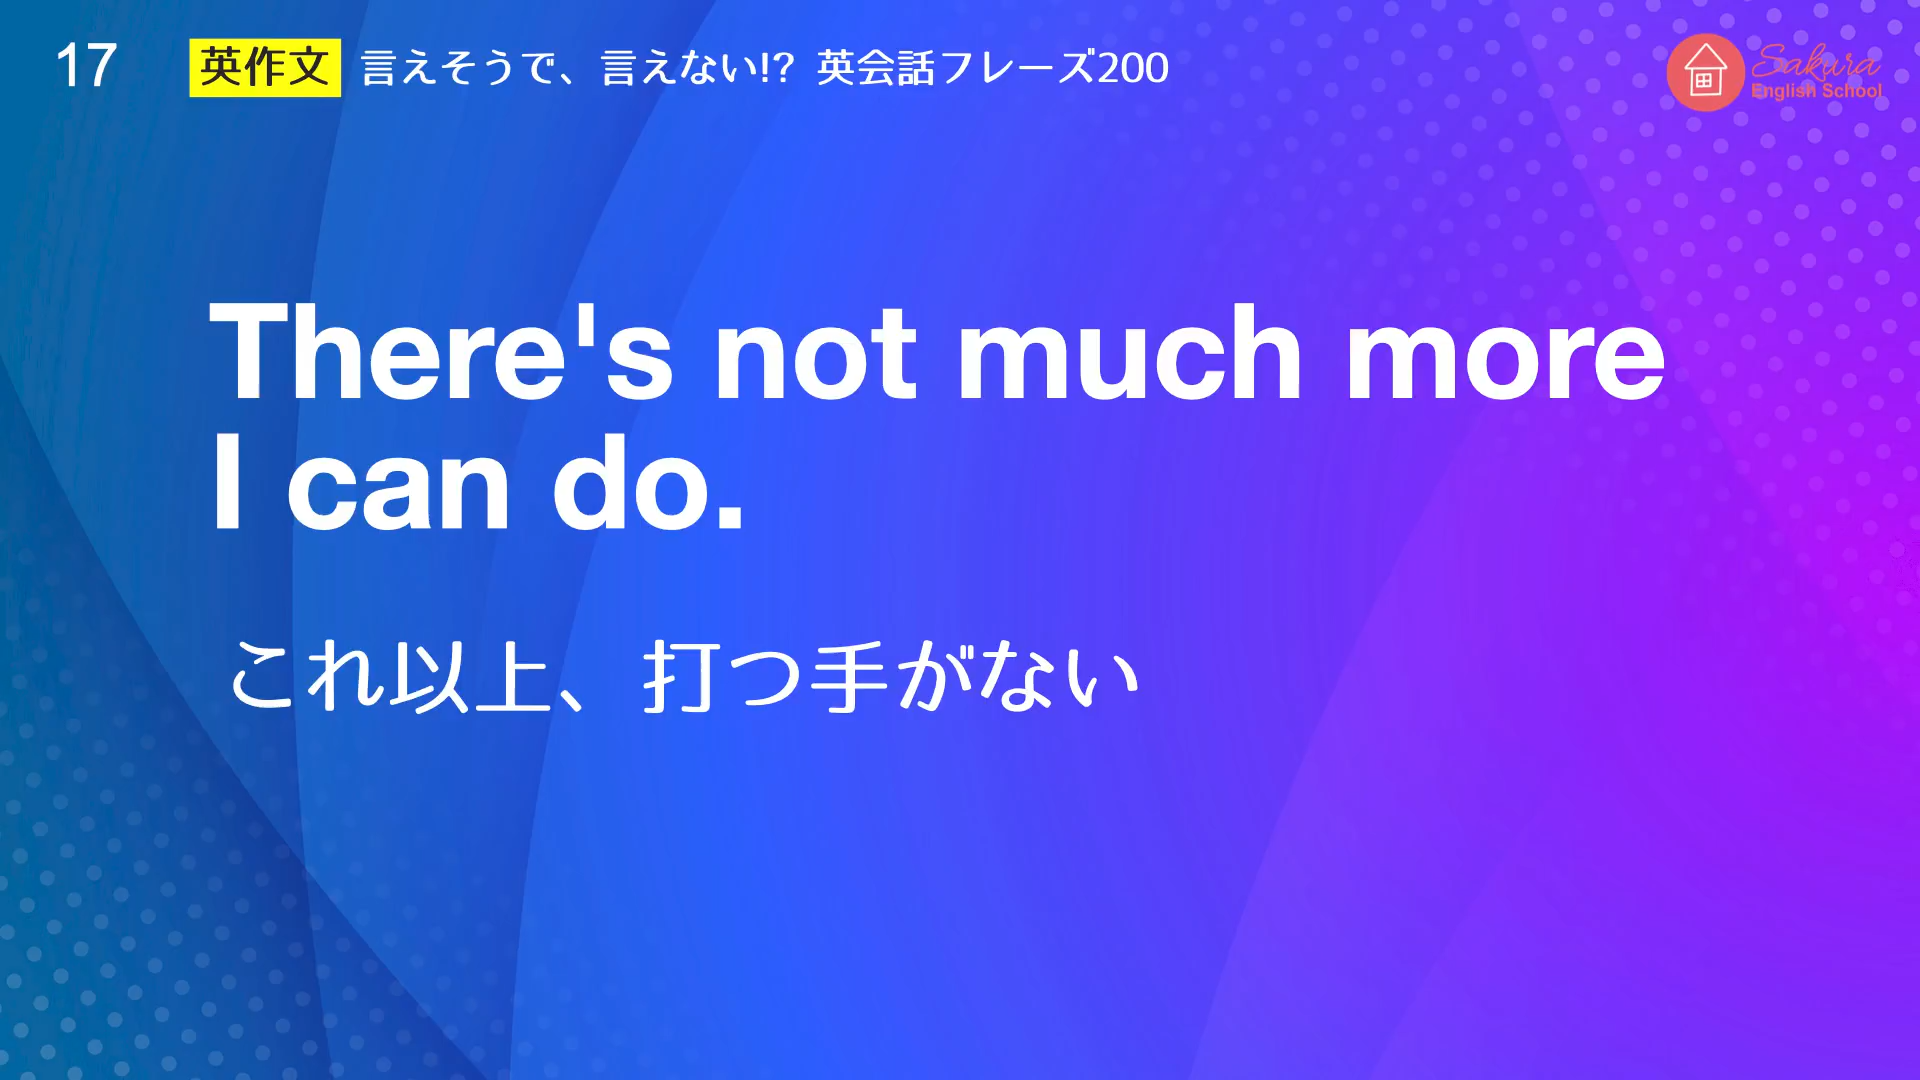 17
英作文 言えそうで、言えない!? 英会話フレーズ200
Sakura
English School
There's not much more
I can do.
これ以上、打つ手がない